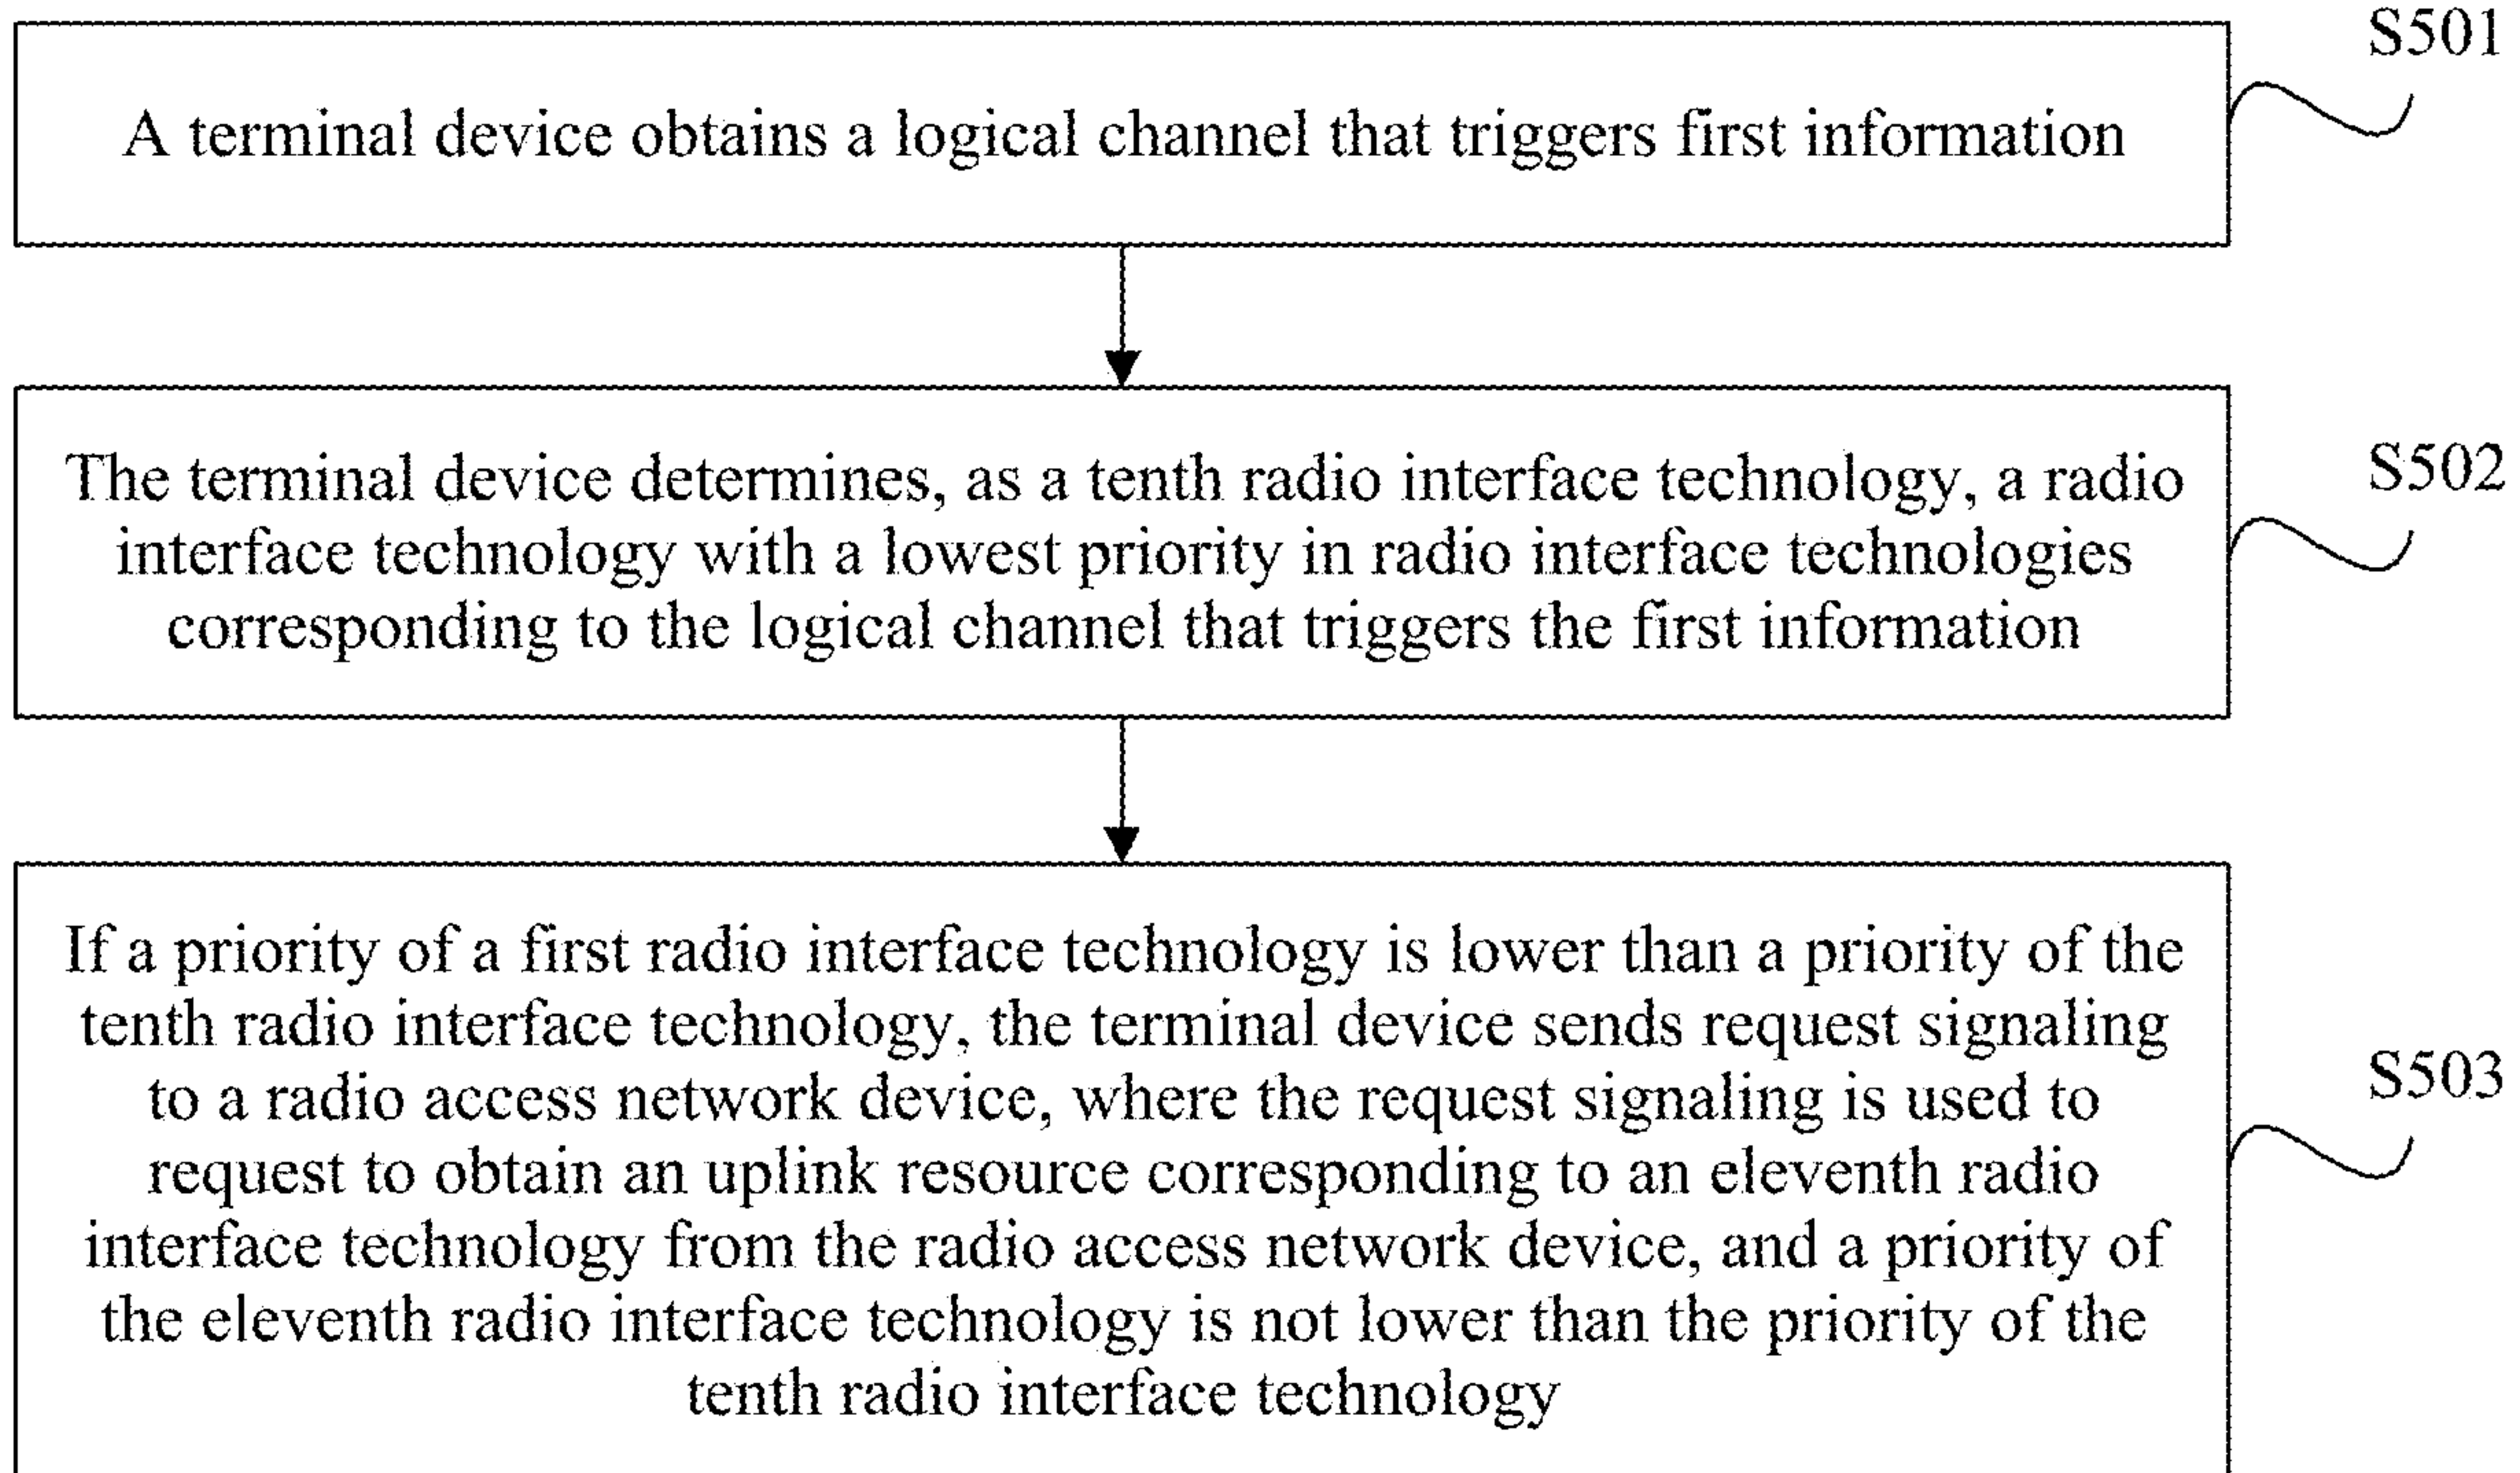 S501
A terminal device obtains a logical channel that triggers first information
The terminal device determines, as a tenth radio interface technology, a radio
interface technology with a lowest priority in radio interface technologies
corresponding to the logical channel that triggers the first information
S502
If a priority of a first radio interface technology is lower than a priority of the
tenth radio interface technology, the terminal device sends request signaling
to a radio access network device, where the request signaling is used to
request to obtain an uplink resource corresponding to an eleventh radio
interface technology from the radio access network device, and a priority of
the eleventh radio interface technology is not lower than the priority of the
tenth radio interface technology
S503